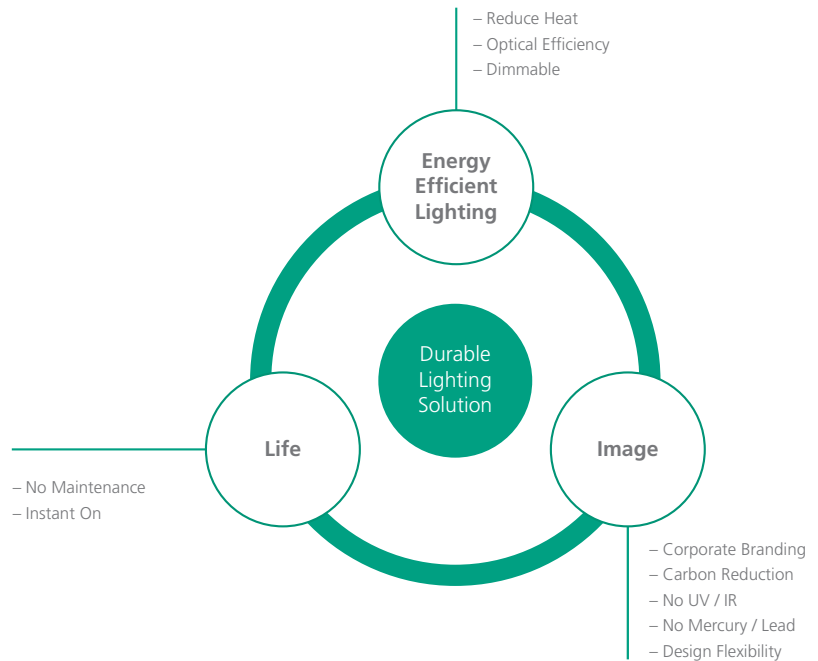 – Reduce Heat
– Optical Efficiency
– Dimmable
Energy
Efficient
Lighting
Durable
Lighting
Solution
Life
Image
– No Maintenance
– Instant On
– Corporate Branding
– Carbon Reduction
– No UV / IR
– No Mercury / Lead
– Design Flexibility